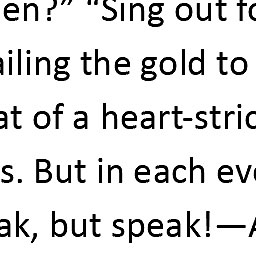 en?” “Sing out fo
ailing the gold to
at of a heart-stric
s. But in each eve
ak, but speak!—A